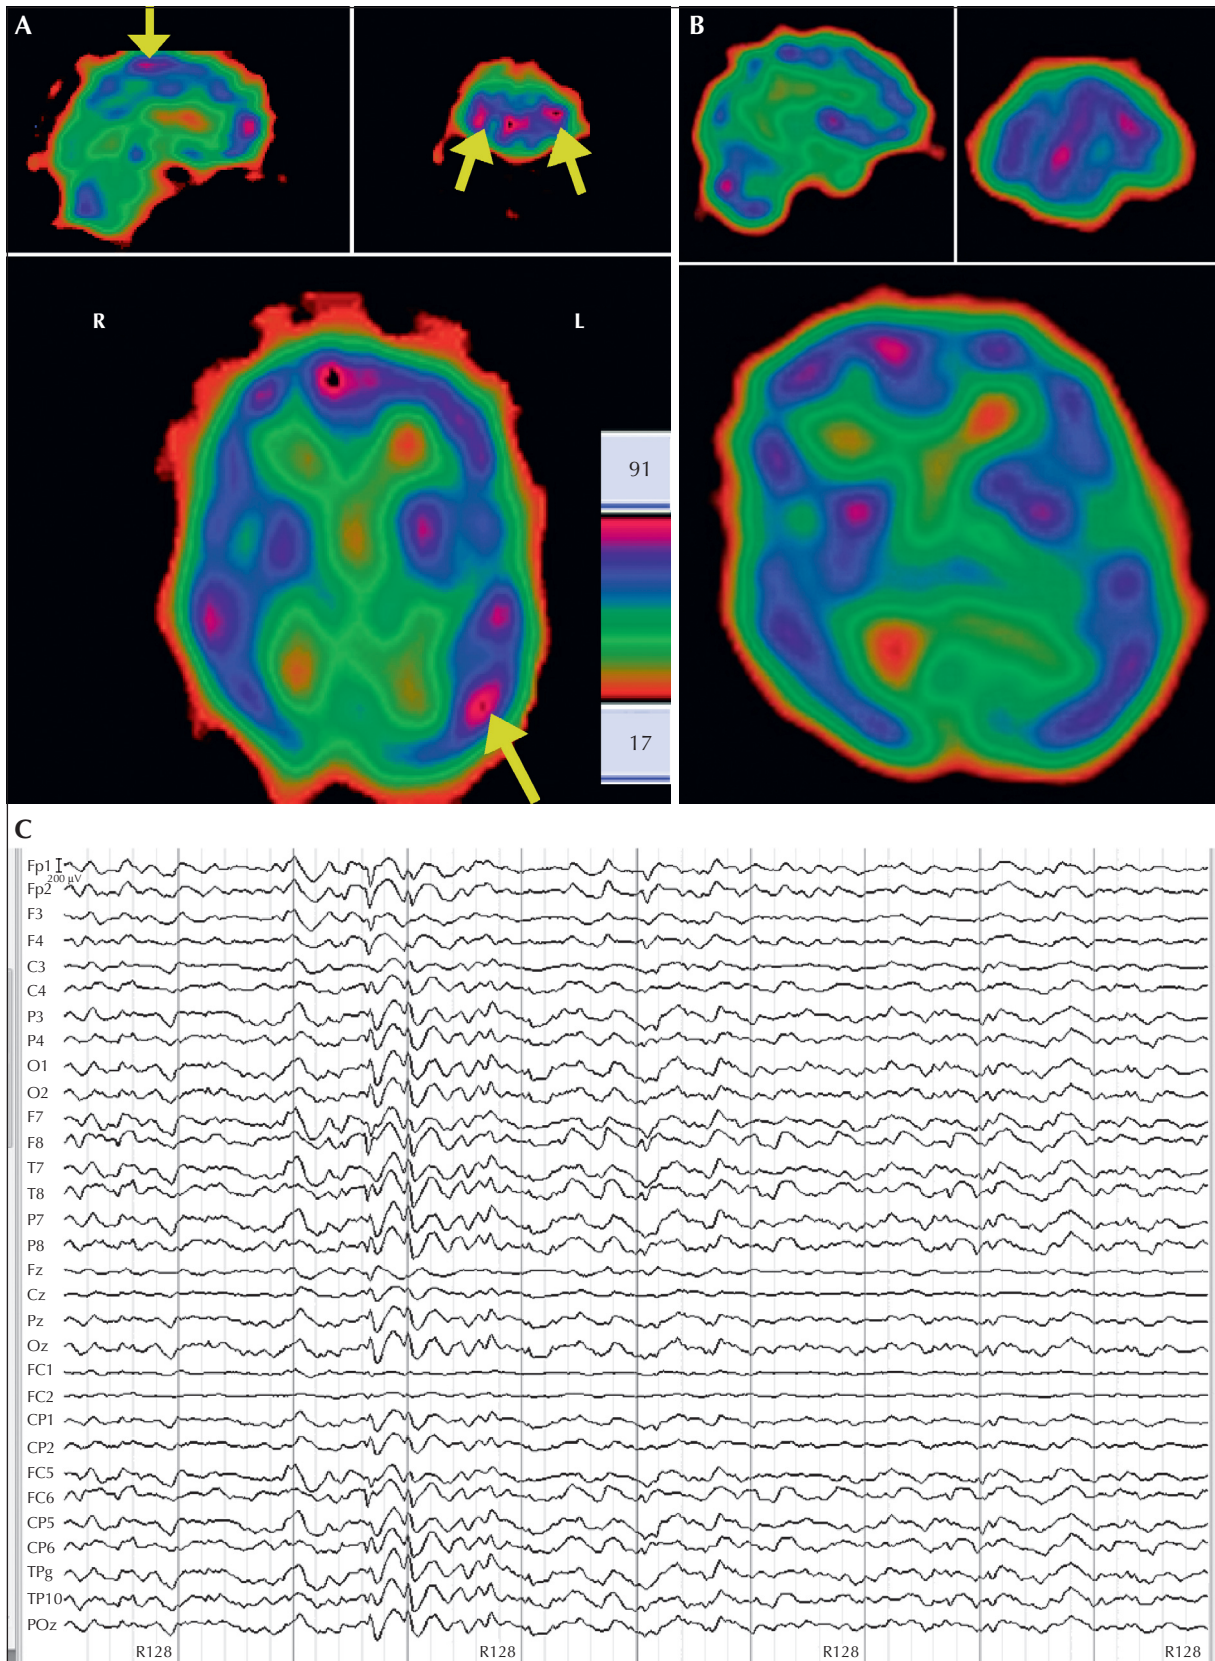 A
B
R
L
91
17
C
Fp1
200 µV
Fp2
F3
F4
C3
C4
P3
P4
O1
O2
F7
F8
T7
T8
P7
P8
Fz
Cz
Pz
Oz
FC1
FC2
CP1
CP2
FC5
FC6
CP5
CP6
TPg
TP10
POz
R128 R128 R128 R128